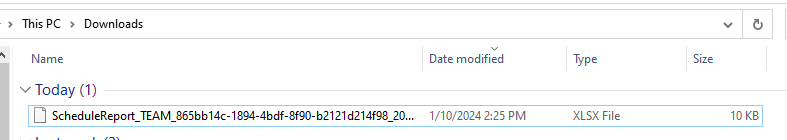 This PC > Downloads
Name Date modified Type Size
Today (1)
ScheduleReport_TEAM_865bb14c-1894-4bdf-8f90-b2121d214f98_20... 1/10/2024 2:25 PM XLSX File 10 KB